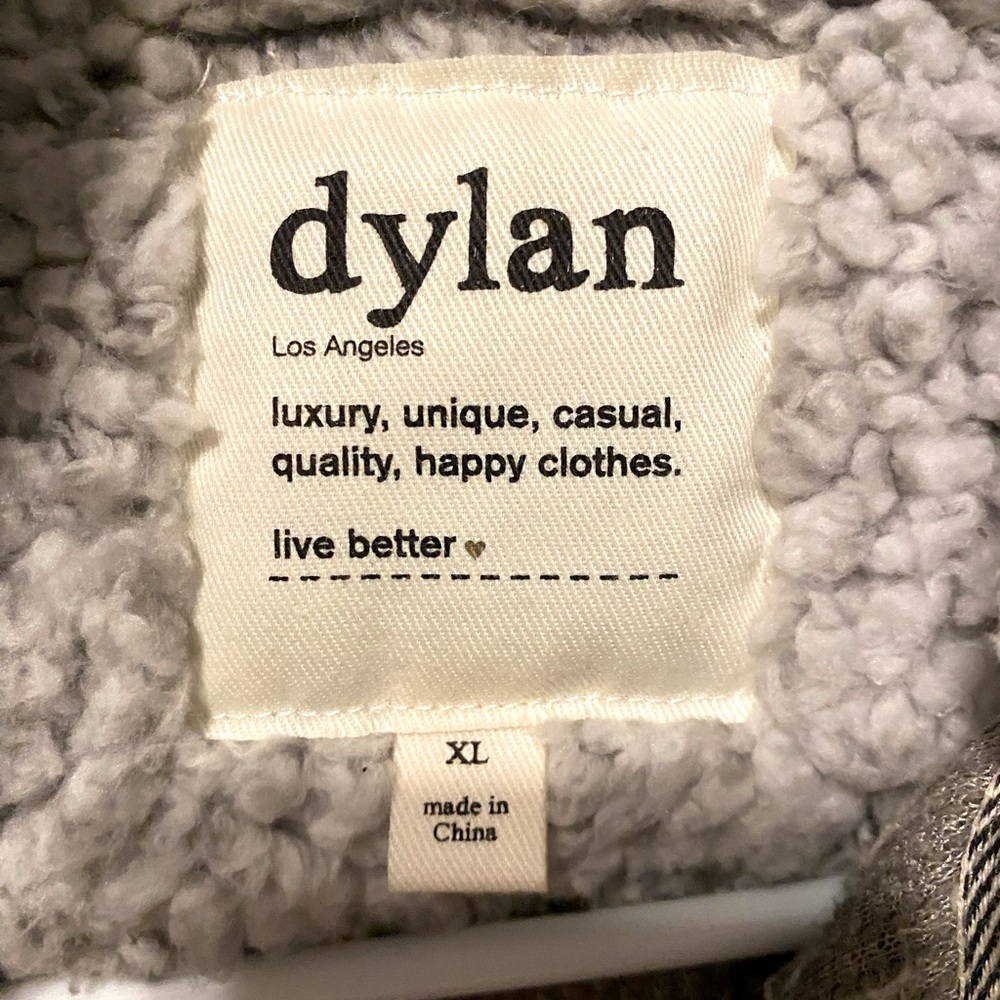 dylan
Los Angeles
luxury, unique, casual,
quality, happy clothes.
live better
XL
made in
China